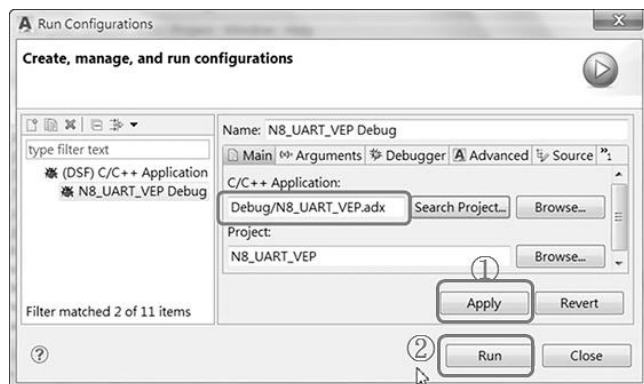 Run Configurations
Create, manage, and run configurations
type filter text
(DSF) C/C++ Application
N8_UART_VEP Debug
Filter matched 2 of 11 items
Name: N8_UART_VEP Debug
Main Arguments Debugger Advanced Source "1
C/C++ Application:
Debug/N8_UART_VEP.adx Search Project... Browse...
Project:
N8_UART_VEP Browse...
①
Apply Revert
②
Run Close